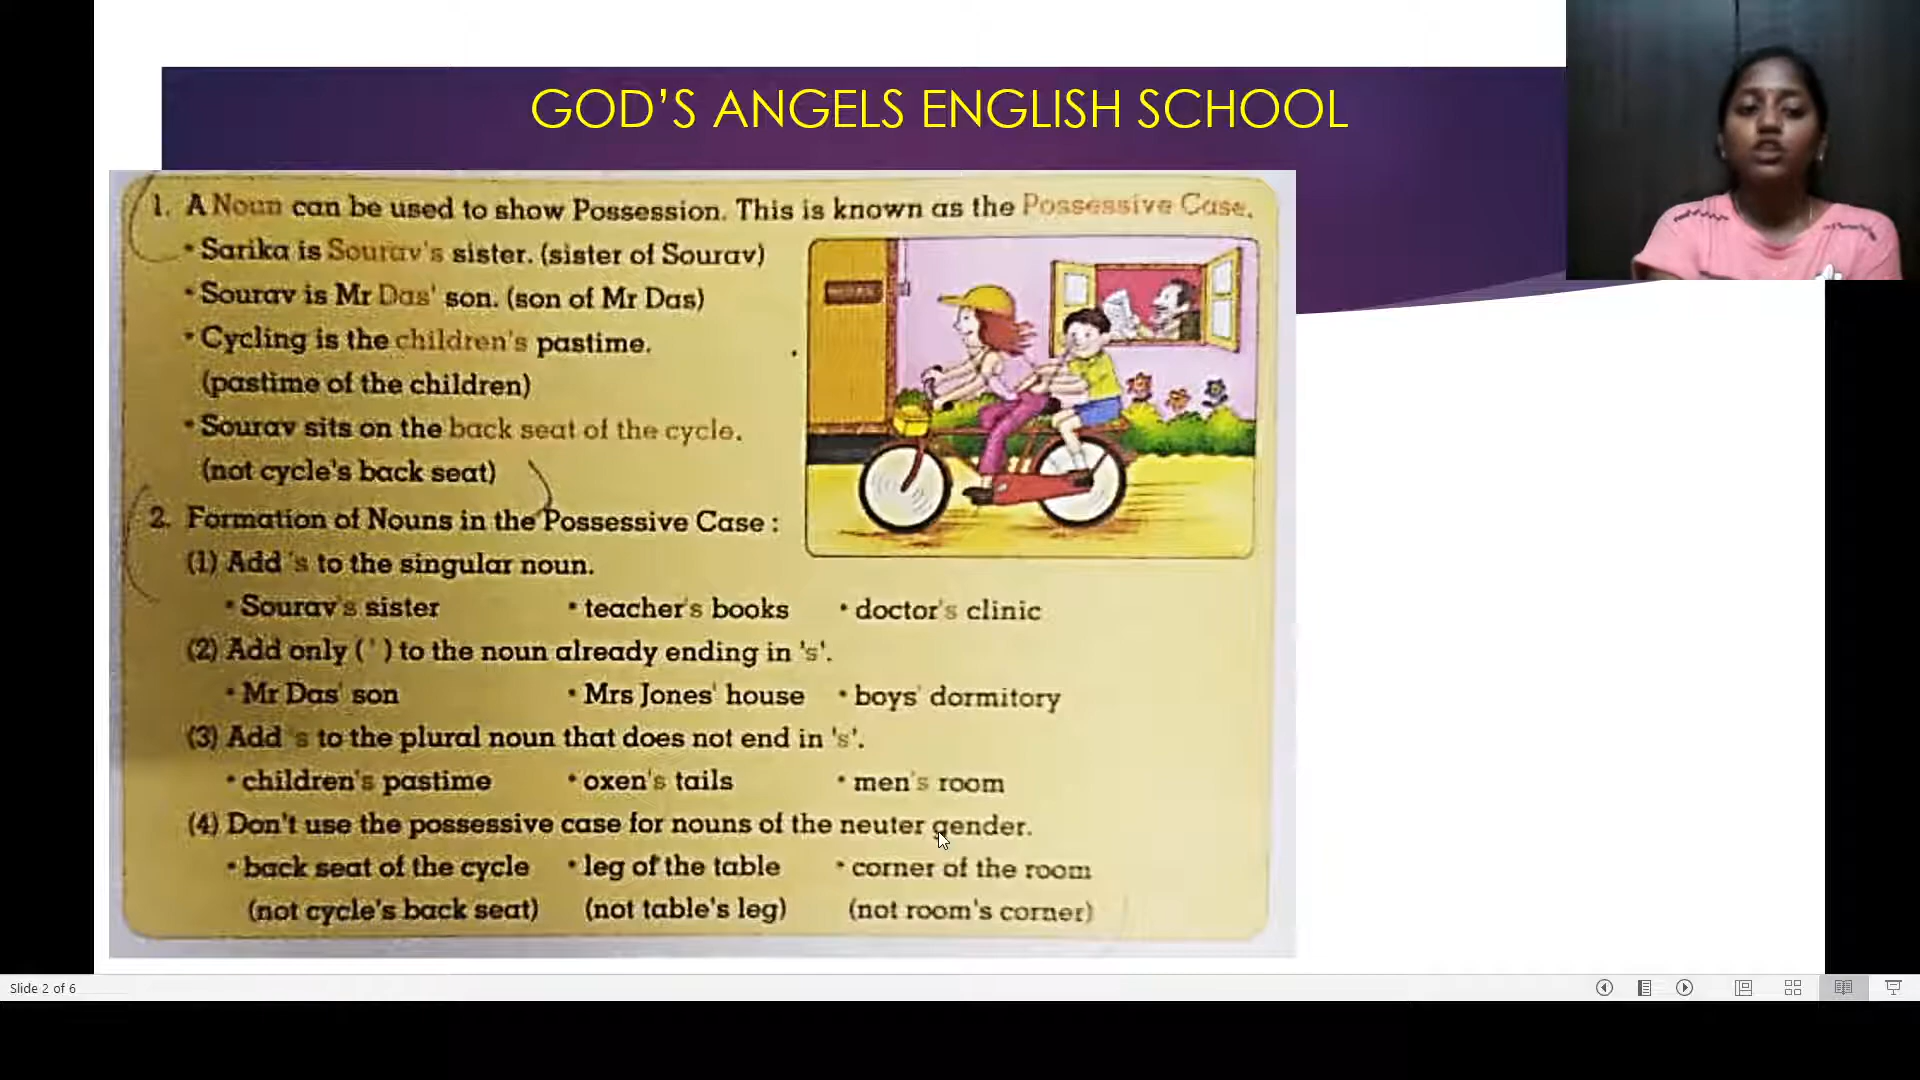 GOD’S ANGELS ENGLISH SCHOOL
1. A Noun can be used to show Possession. This is known as the Possessive Case.
• Sarika is Sourav's sister. (sister of Sourav)
• Sourav is Mr Das' son. (son of Mr Das)
• Cycling is the children's pastime.
(pastime of the children)
• Sourav sits on the back seat of the cycle.
(not cycle's back seat)
2. Formation of Nouns in the Possessive Case :
(1) Add 's to the singular noun.
• Sourav's sister • teacher's books • doctor's clinic
(2) Add only ( ' ) to the noun already ending in 's'.
• Mr Das' son • Mrs Jones' house • boys' dormitory
(3) Add 's to the plural noun that does not end in 's'.
• children's pastime • oxen's tails • men's room
(4) Don't use the possessive case for nouns of the neuter gender.
• back seat of the cycle • leg of the table • corner of the room
(not cycle's back seat) (not table's leg) (not room's corner)
Slide 2 of 6